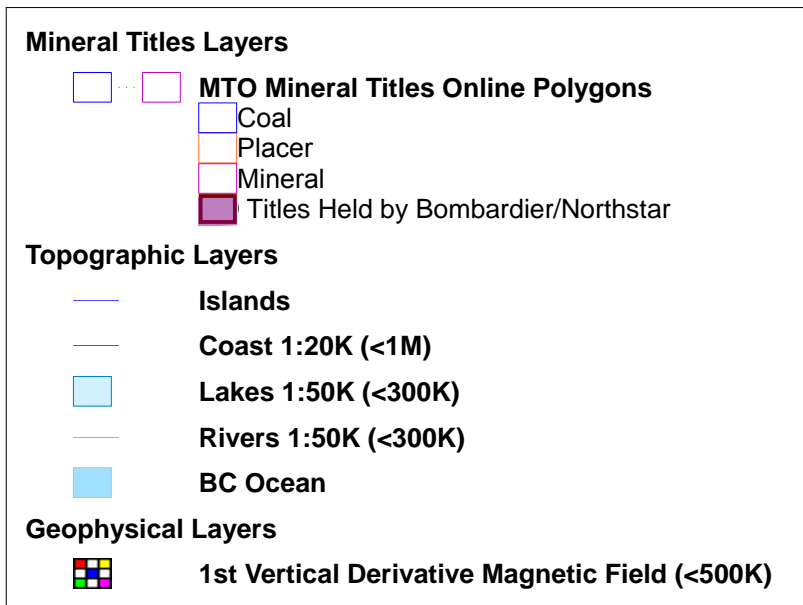 Mineral Titles Layers
MTO Mineral Titles Online Polygons
Coal
Placer
Mineral
Titles Held by Bombardier/Northstar
Topographic Layers
Islands
Coast 1:20K (<1M)
Lakes 1:50K (<300K)
Rivers 1:50K (<300K)
BC Ocean
Geophysical Layers
1st Vertical Derivative Magnetic Field (<500K)